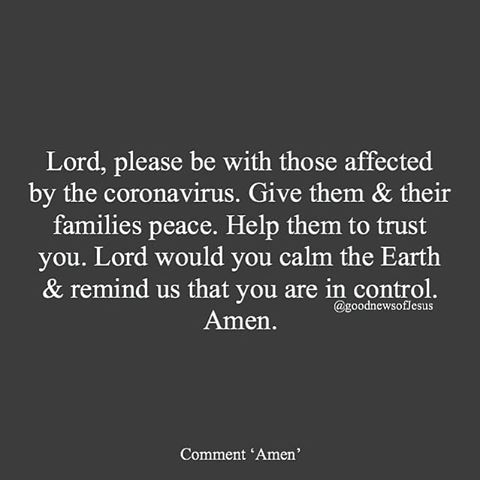 Lord, please be with those affected
by the coronavirus. Give them & their
families peace. Help them to trust
you. Lord would you calm the Earth
& remind us that you are in control.
@goodnewsofJesus
Amen.
Comment ‘Amen’